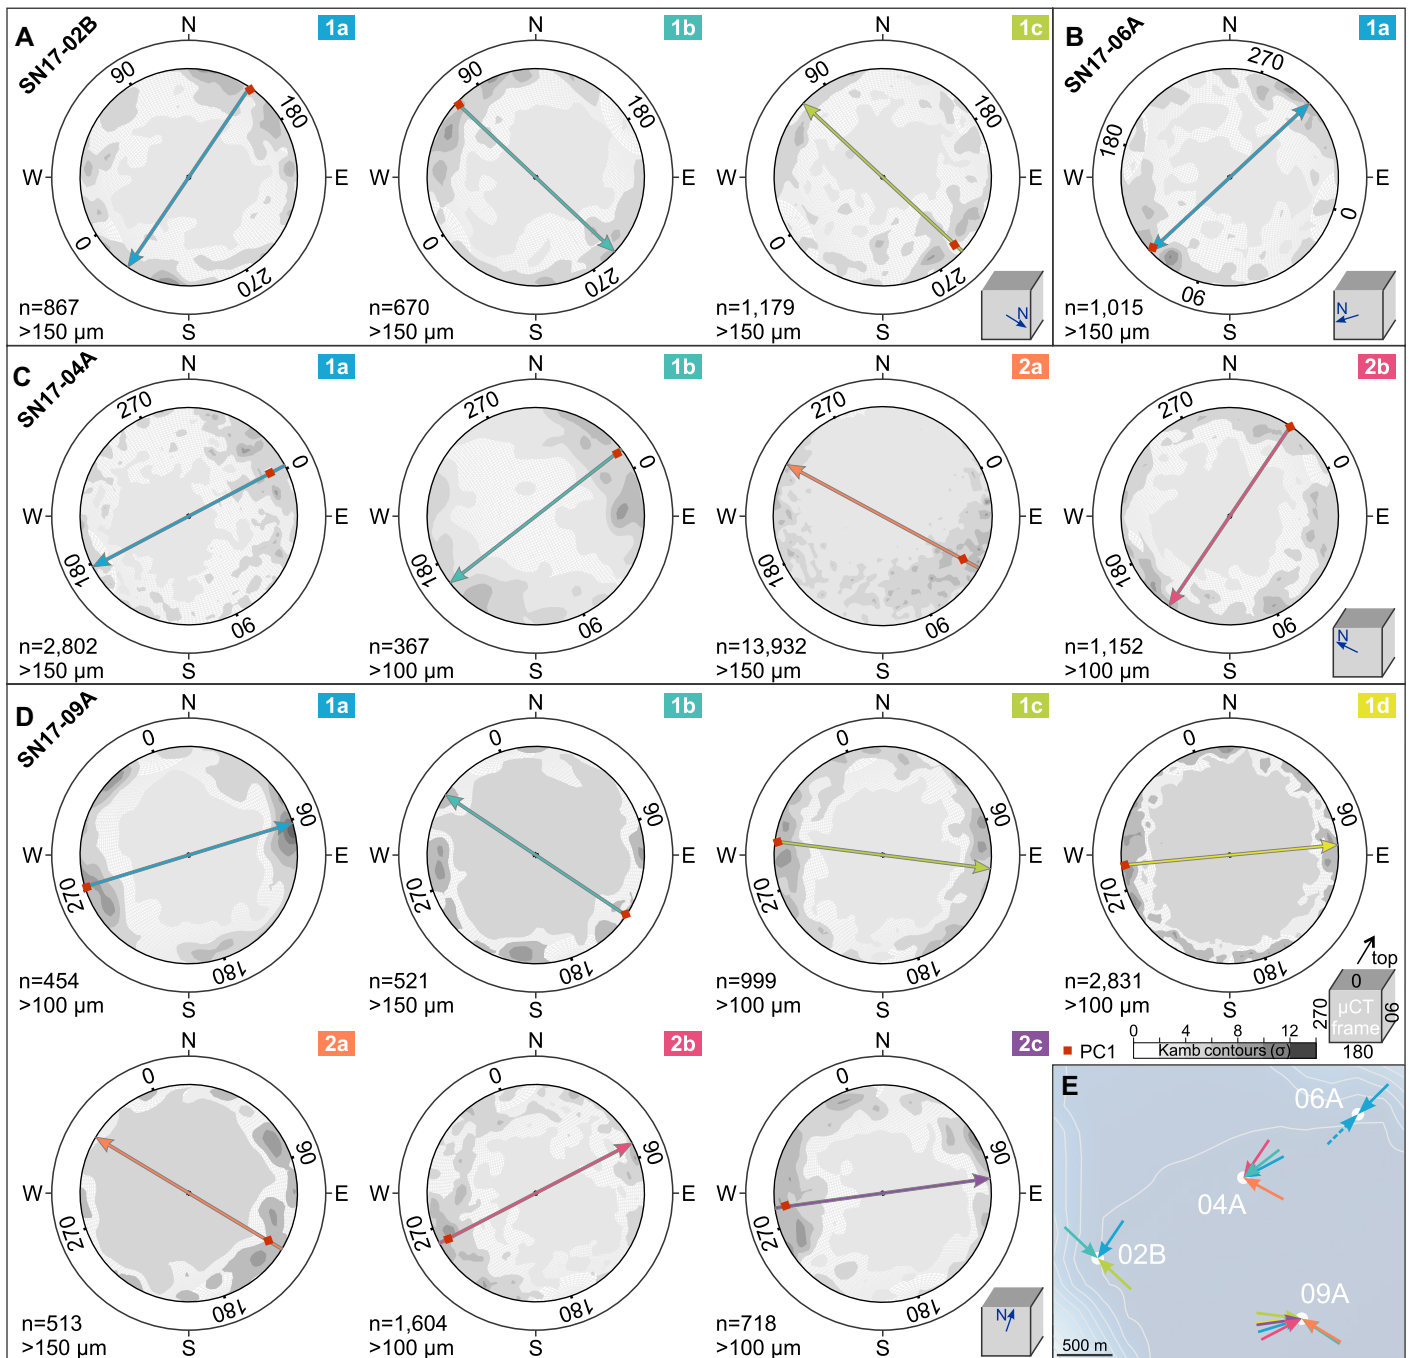 A SN17-02B N 1a N 1b N 1c
90 180 270 0 W E S
90 180 270 0 W E S
90 180 270 0 W E S
n=867
>150 µm
n=670
>150 µm
n=1,179
>150 µm
N
B SN17-06A N 1a
270 180 0 90 W E S
n=1,015
>150 µm
N
C SN17-04A N 1a N 1b N 2a N 2b
270 0 180 90 W E S
270 0 180 90 W E S
270 0 180 90 W E S
270 0 180 90 W E S
n=2,802
>150 µm
n=367
>100 µm
n=13,932
>150 µm
n=1,152
>100 µm
N
D SN17-09A N 1a N 1b N 1c N 1d
0 90 270 180 W E S
0 90 270 180 W E S
0 90 270 180 W E S
0 90 270 180 W E S
n=454
>100 µm
n=521
>150 µm
n=999
>100 µm
n=2,831
>100 µm
top
0
270 µCT 90
frame
180
0 4 8 12
PC1 Kamb contours (σ)
N 2a N 2b N 2c
0 90 270 180 W E
0 90 270 180 W E
0 90 270 180 W E
n=513
>150 µm
n=1,604
>100 µm
n=718
>100 µm
N
E
06A
04A
02B
09A
500 m